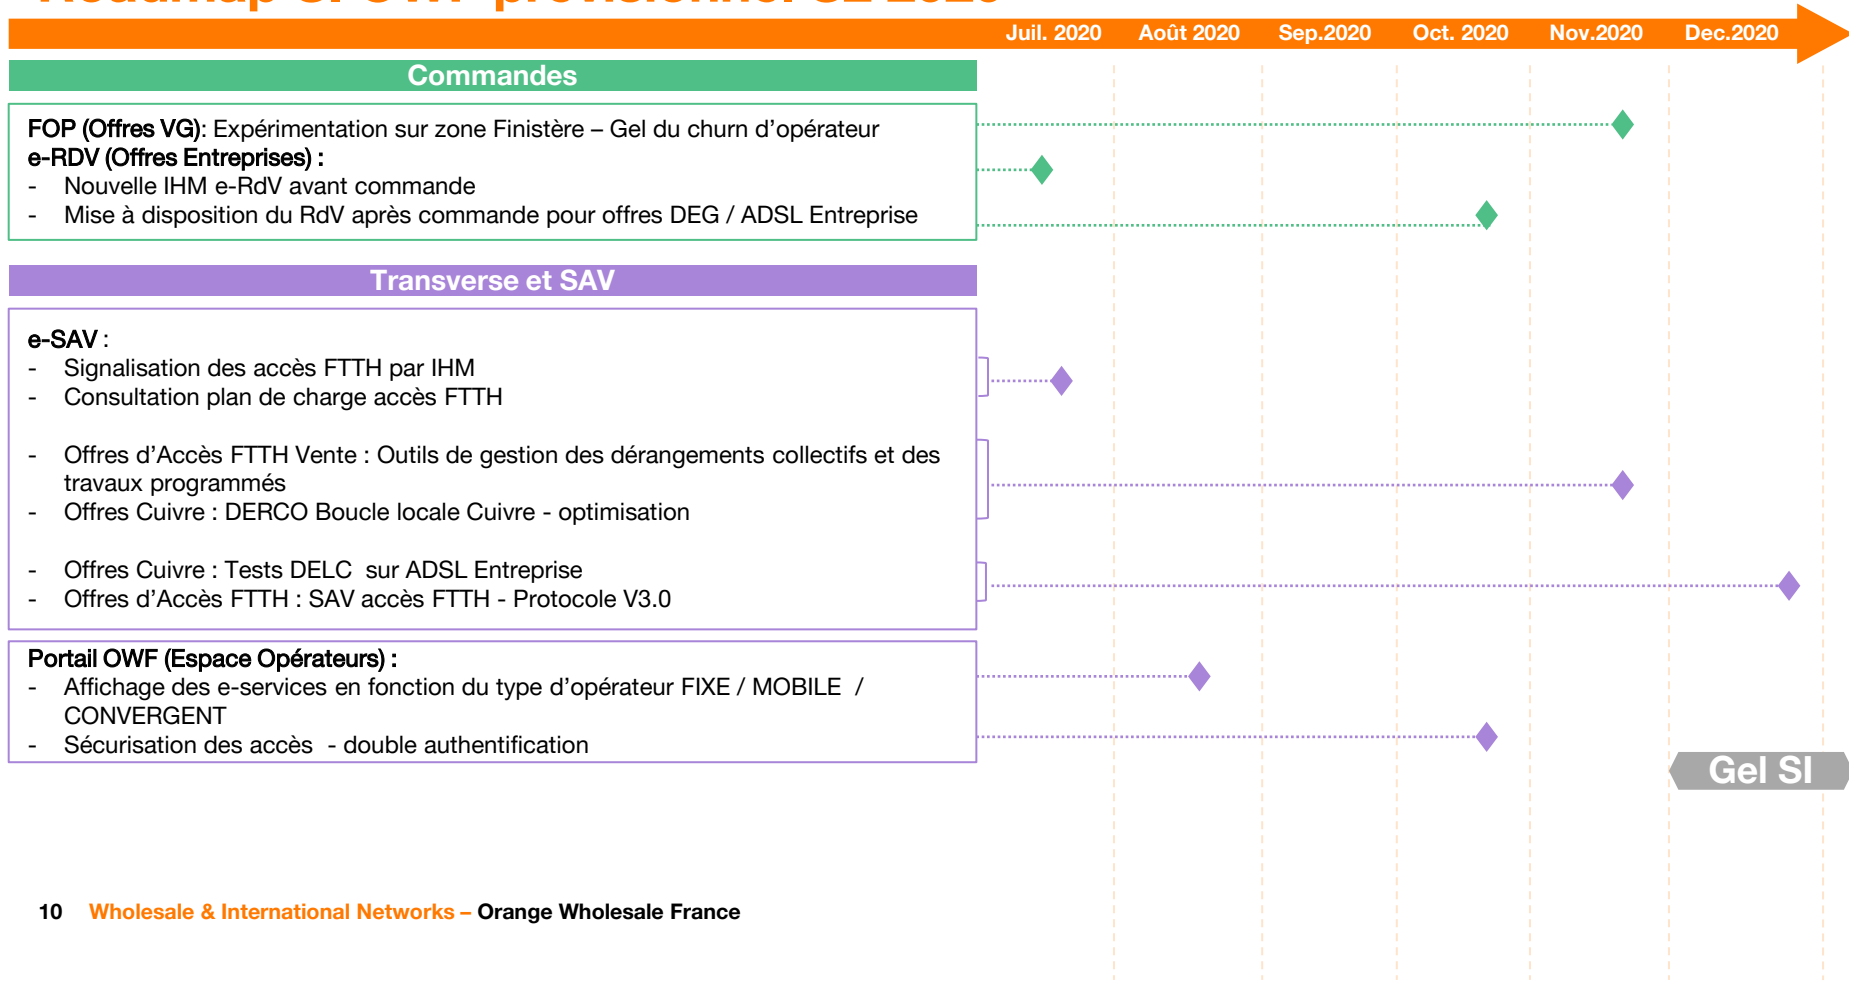 Juil. 2020 Août 2020 Sep.2020 Oct. 2020 Nov.2020 Dec.2020
Commandes
FOP (Offres VG): Expérimentation sur zone Finistère – Gel du churn d’opérateur
e-RDV (Offres Entreprises) :
- Nouvelle IHM e-RdV avant commande
- Mise à disposition du RdV après commande pour offres DEG / ADSL Entreprise
Transverse et SAV
e-SAV :
- Signalisation des accès FTTH par IHM
- Consultation plan de charge accès FTTH
- Offres d’Accès FTTH Vente : Outils de gestion des dérangements collectifs et des
travaux programmés
- Offres Cuivre : DERCO Boucle locale Cuivre - optimisation
- Offres Cuivre : Tests DELC sur ADSL Entreprise
- Offres d’Accès FTTH : SAV accès FTTH - Protocole V3.0
Portail OWF (Espace Opérateurs) :
- Affichage des e-services en fonction du type d’opérateur FIXE / MOBILE /
CONVERGENT
- Sécurisation des accès - double authentification
Gel SI
10 Wholesale & International Networks – Orange Wholesale France